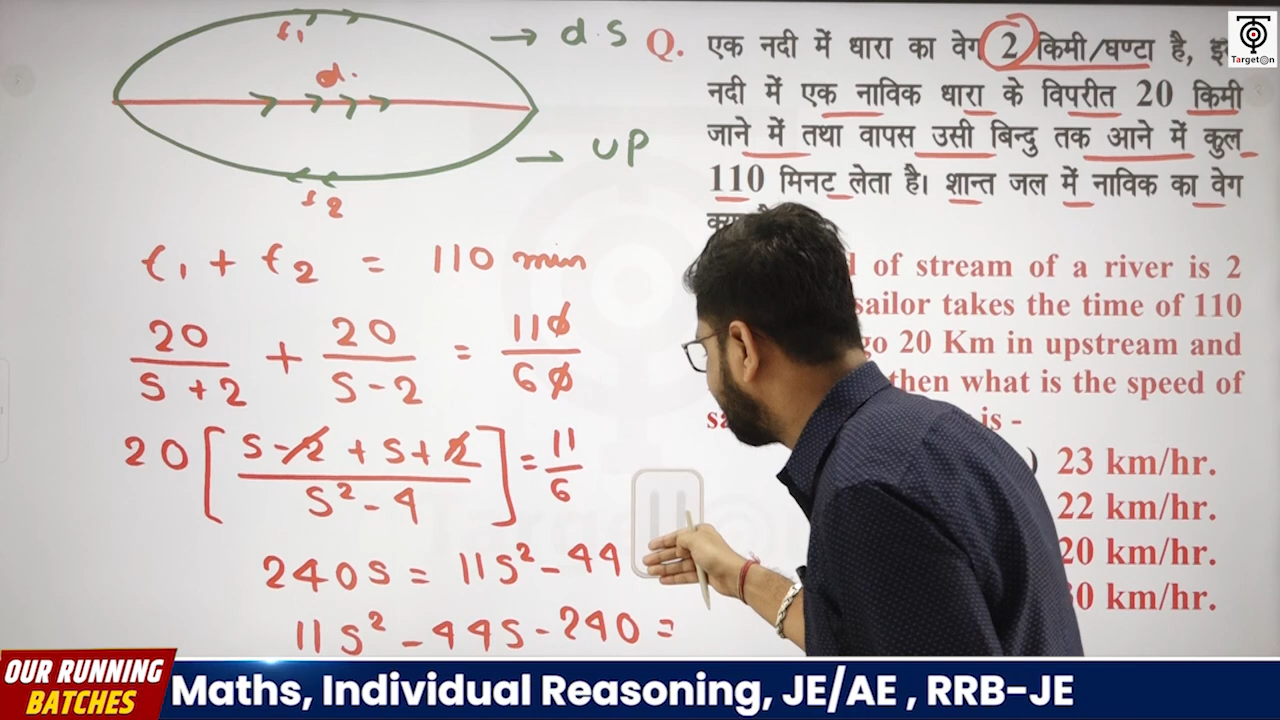 t₁
→ d.s
d.
→ UP
t₂
t₁ + t₂ = 110 min
20/(S+2) + 20/(S-2) = 110/60
20[(S-2+S+2)/(S²-4)] = 11/6
240S = 11S²-44
11S²-44S-240=
TargetOn
Q. एक नदी में धारा का वेग 2 किमी/घण्टा है,
नदी में एक नाविक धारा के विपरीत 20 किमी
जाने में तथा वापस उसी बिन्दु तक आने में कुल
110 मिनट लेता है। शान्त जल में नाविक का वेग
of stream of a river is 2
sailor takes the time of 110
go 20 Km in upstream and
then what is the speed of
is -
) 23 km/hr.
22 km/hr.
20 km/hr.
km/hr.
OUR RUNNING
BATCHES
Maths, Individual Reasoning, JE/AE , RRB-JE